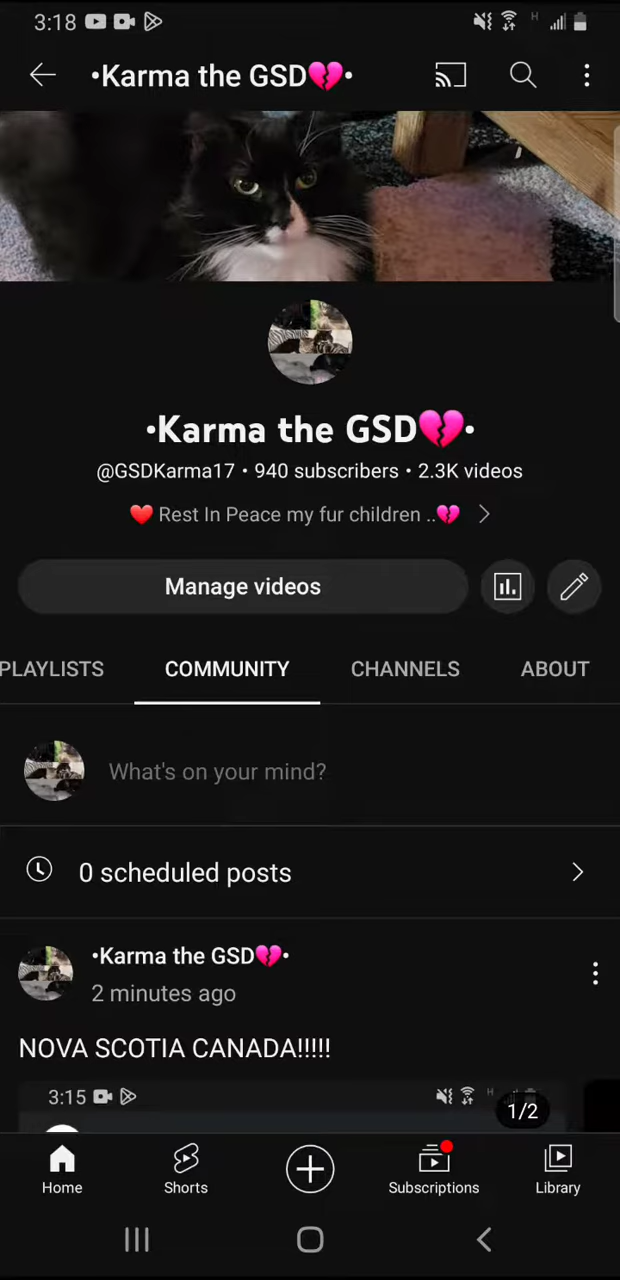 3:18
H
•Karma the GSD💔•
•Karma the GSD💔•
@GSDKarma17 • 940 subscribers • 2.3K videos
❤️ Rest In Peace my fur children ..💔
Manage videos
PLAYLISTS COMMUNITY CHANNELS ABOUT
What's on your mind?
0 scheduled posts
•Karma the GSD💔•
2 minutes ago
NOVA SCOTIA CANADA!!!!!
3:15
H
1/2
Home Shorts Subscriptions Library